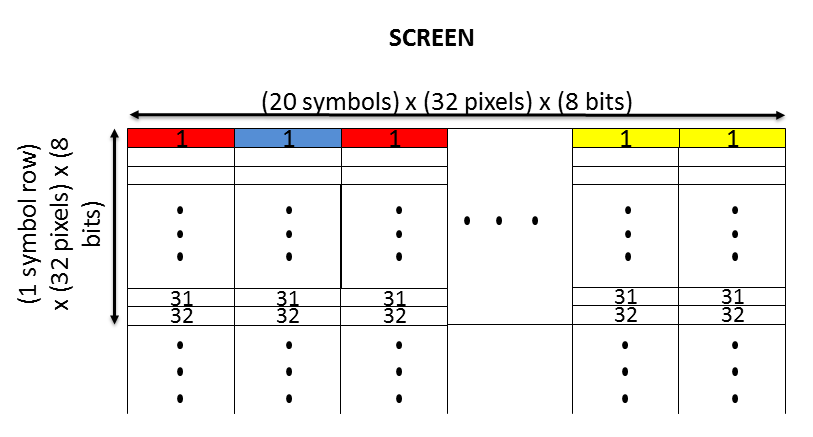 SCREEN
(20 symbols) x (32 pixels) x (8 bits)
(1 symbol row)
x (32 pixels) x (8
bits)
1 1 1 1 1
31 31 31 31 31
32 32 32 32 32